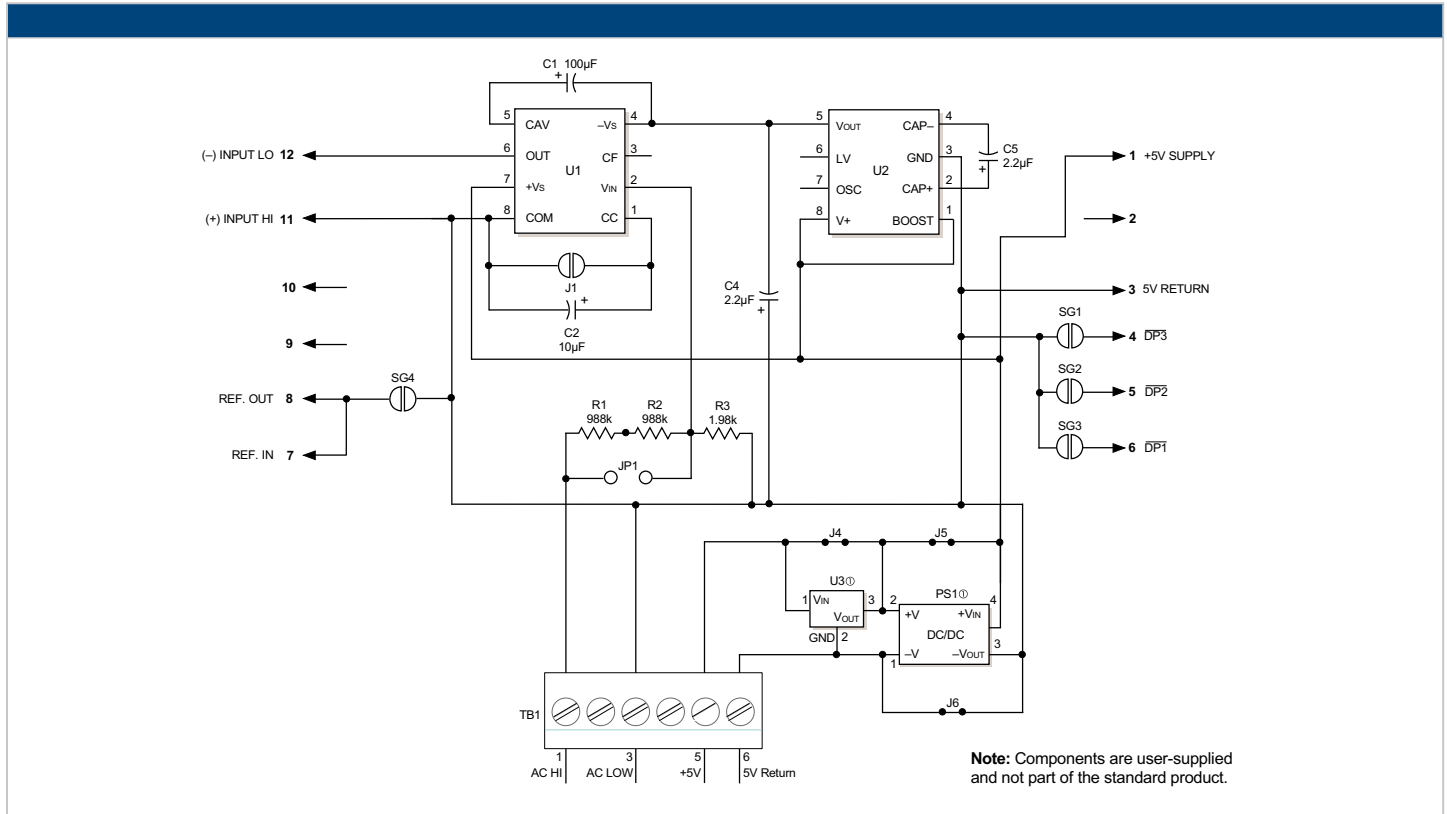 C1 100µF
+
5 CAV
–Vs 4
6 OUT
CF 3
U1
7 +Vs
VIN 2
8 COM
CC 1
5 VOUT
CAP– 4
6 LV
GND 3
U2
7 OSC
CAP+ 2
8 V+
BOOST 1
C5
2.2µF
+
(–) INPUT LO 12
(+) INPUT HI 11
10
9
REF. OUT 8
REF. IN 7
SG4
J1
+
C2
10µF
C4
2.2µF
+
1 +5V SUPPLY
2
3 5V RETURN
SG1
4 DP3
SG2
5 DP2
SG3
6 DP1
R1
988k
R2
988k
R3
1.98k
JP1
J4
J5
U3①
1 VIN
3
VOUT
GND 2
PS1①
2 +V
+VIN 4
DC/DC
1 –V
–VOUT 3
J6
TB1
1
3
5
6
AC HI
AC LOW
+5V
5V Return
Note: Components are user-supplied
and not part of the standard product.